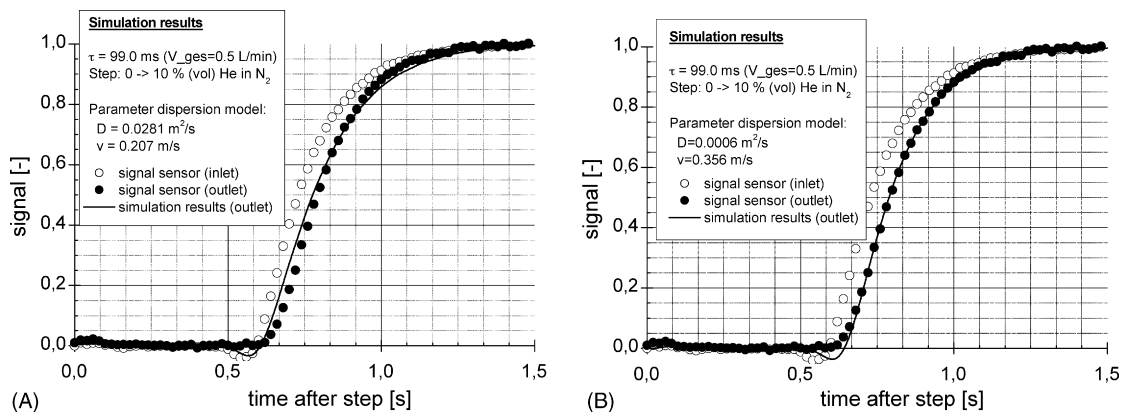 Simulation results
τ = 99.0 ms (V_ges=0.5 L/min)
Step: 0 -> 10 % (vol) He in N2
Parameter dispersion model:
D = 0.0281 m²/s
v = 0.207 m/s
signal sensor (inlet)
signal sensor (outlet)
simulation results (outlet)
1,0
0,8
0,6
0,4
0,2
0,0
signal [-]
0,0 0,5 1,0 1,5
time after step [s]
(A)
Simulation results
τ = 99.0 ms (V_ges=0.5 L/min)
Step: 0 -> 10 % (vol) He in N2
Parameter dispersion model:
D=0.0006 m²/s
v=0.356 m/s
signal sensor (inlet)
signal sensor (outlet)
simulation results (outlet)
1,0
0,8
0,6
0,4
0,2
0,0
signal [-]
0,0 0,5 1,0 1,5
time after step [s]
(B)